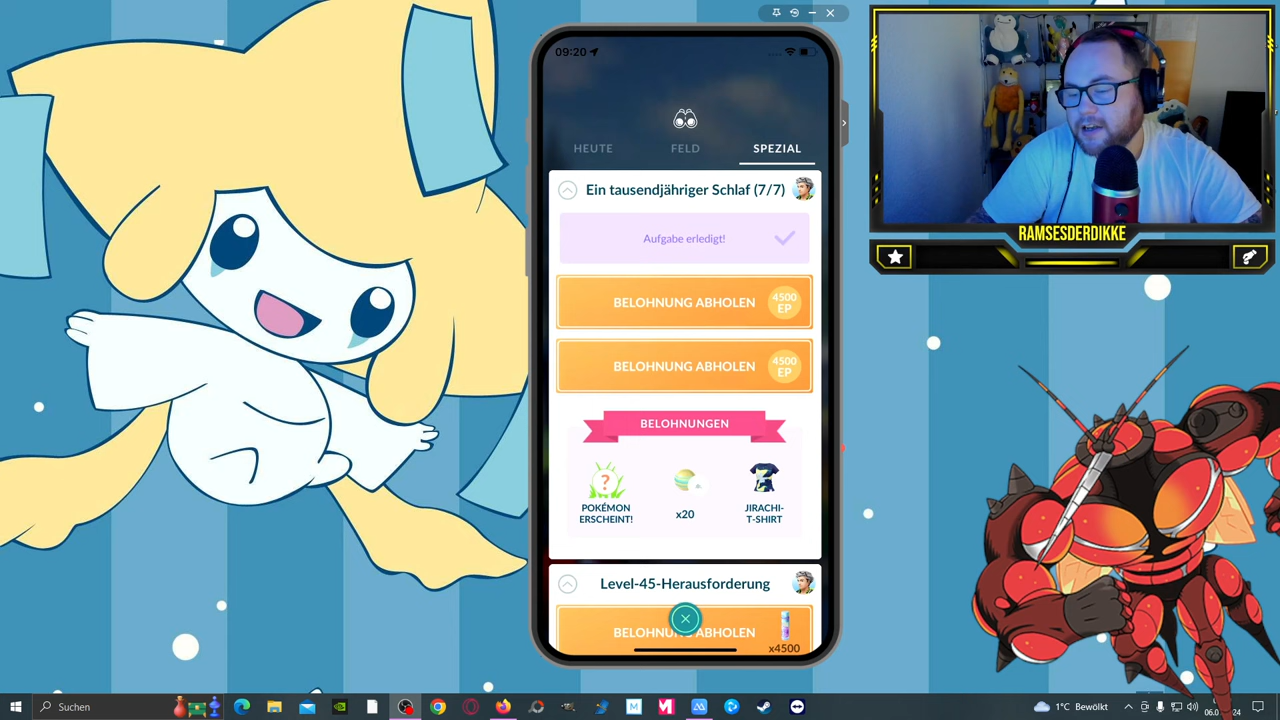 09:20
HEUTE
FELD
SPEZIAL
Ein tausendjähriger Schlaf (7/7)
Aufgabe erledigt!
BELOHNUNG ABHOLEN
4500
EP
BELOHNUNG ABHOLEN
4500
EP
BELOHNUNGEN
POKÉMON
ERSCHEINT!
x20
JIRACHI-
T-SHIRT
Level-45-Herausforderung
BELOHNUNG ABHOLEN
x4500
RAMSESDERDIKKE
Suchen
1°C Bewölkt